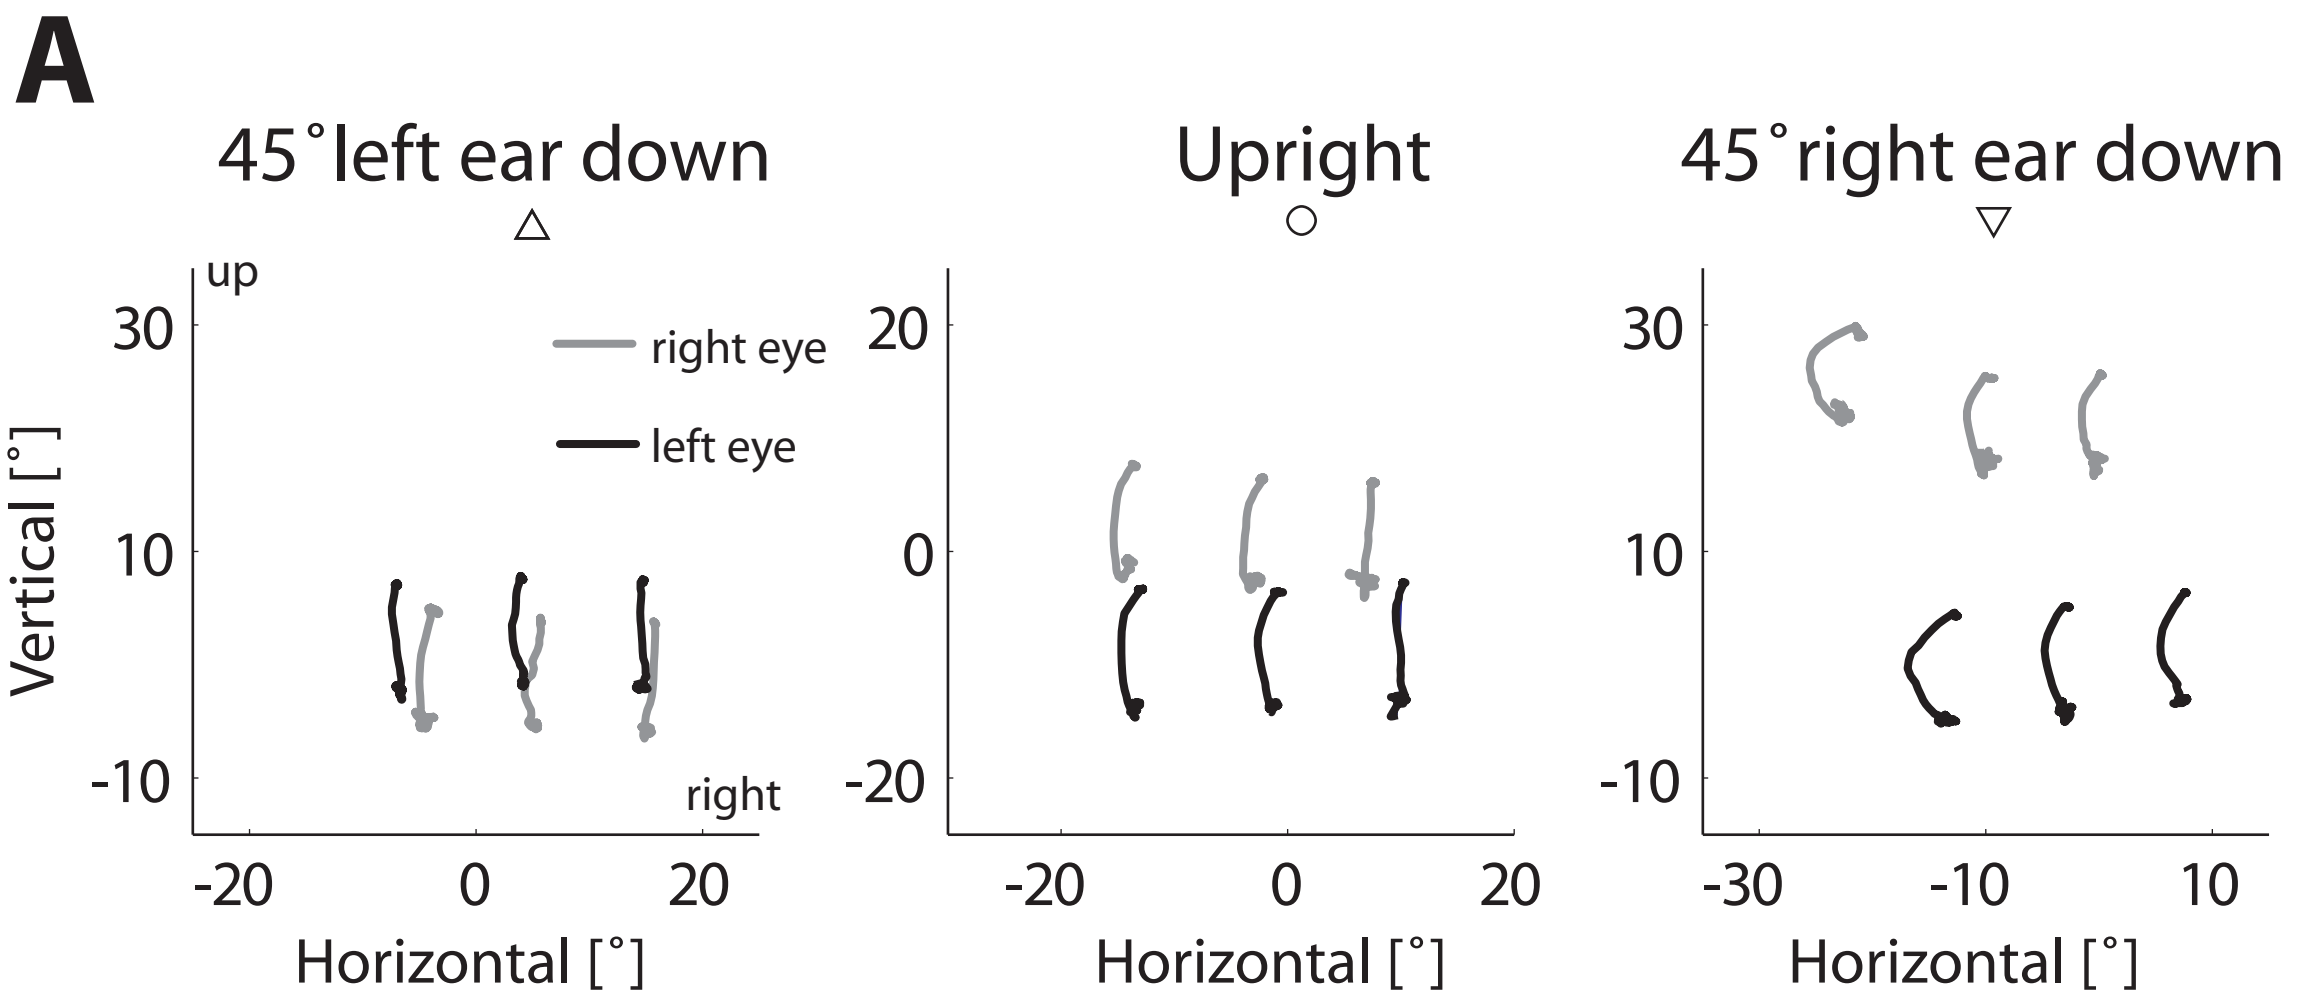 A
45˚left ear down
Upright
45˚right ear down
up
right eye
left eye
right
Vertical [˚]
30
10
-10
-20
0
20
Horizontal [˚]
20
0
-20
-20
0
20
Horizontal [˚]
30
10
-10
-30
-10
10
Horizontal [˚]